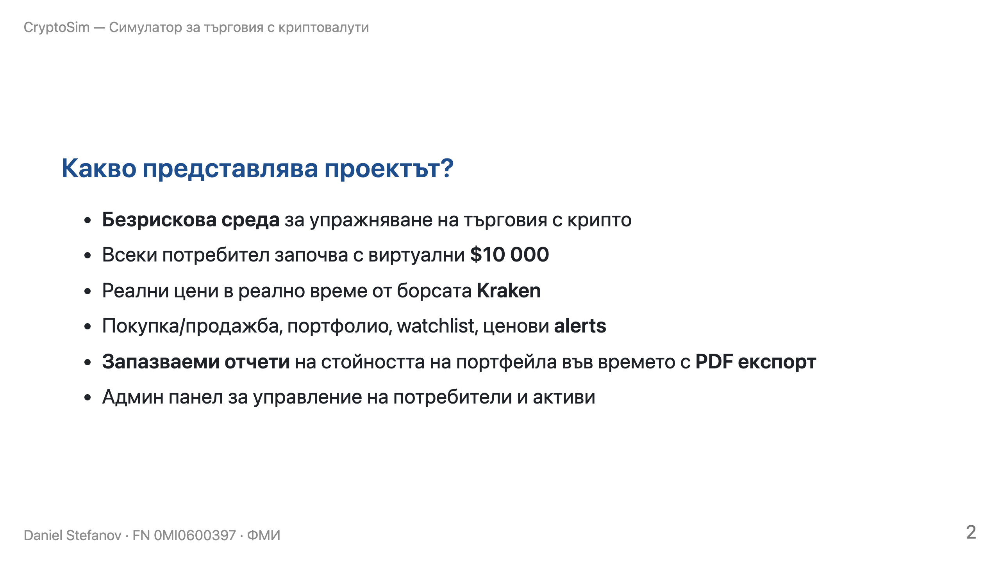 CryptoSim — Симулатор за търговия с криптовалути
Какво представлява проектът?
• Безрискова среда за упражняване на търговия с крипто
• Всеки потребител започва с виртуални $10 000
• Реални цени в реално време от борсата Kraken
• Покупка/продажба, портфолио, watchlist, ценови alerts
• Запазваеми отчети на стойността на портфейла във времето с PDF експорт
• Админ панел за управление на потребители и активи
Daniel Stefanov · FN 0MI0600397 · ФМИ
2